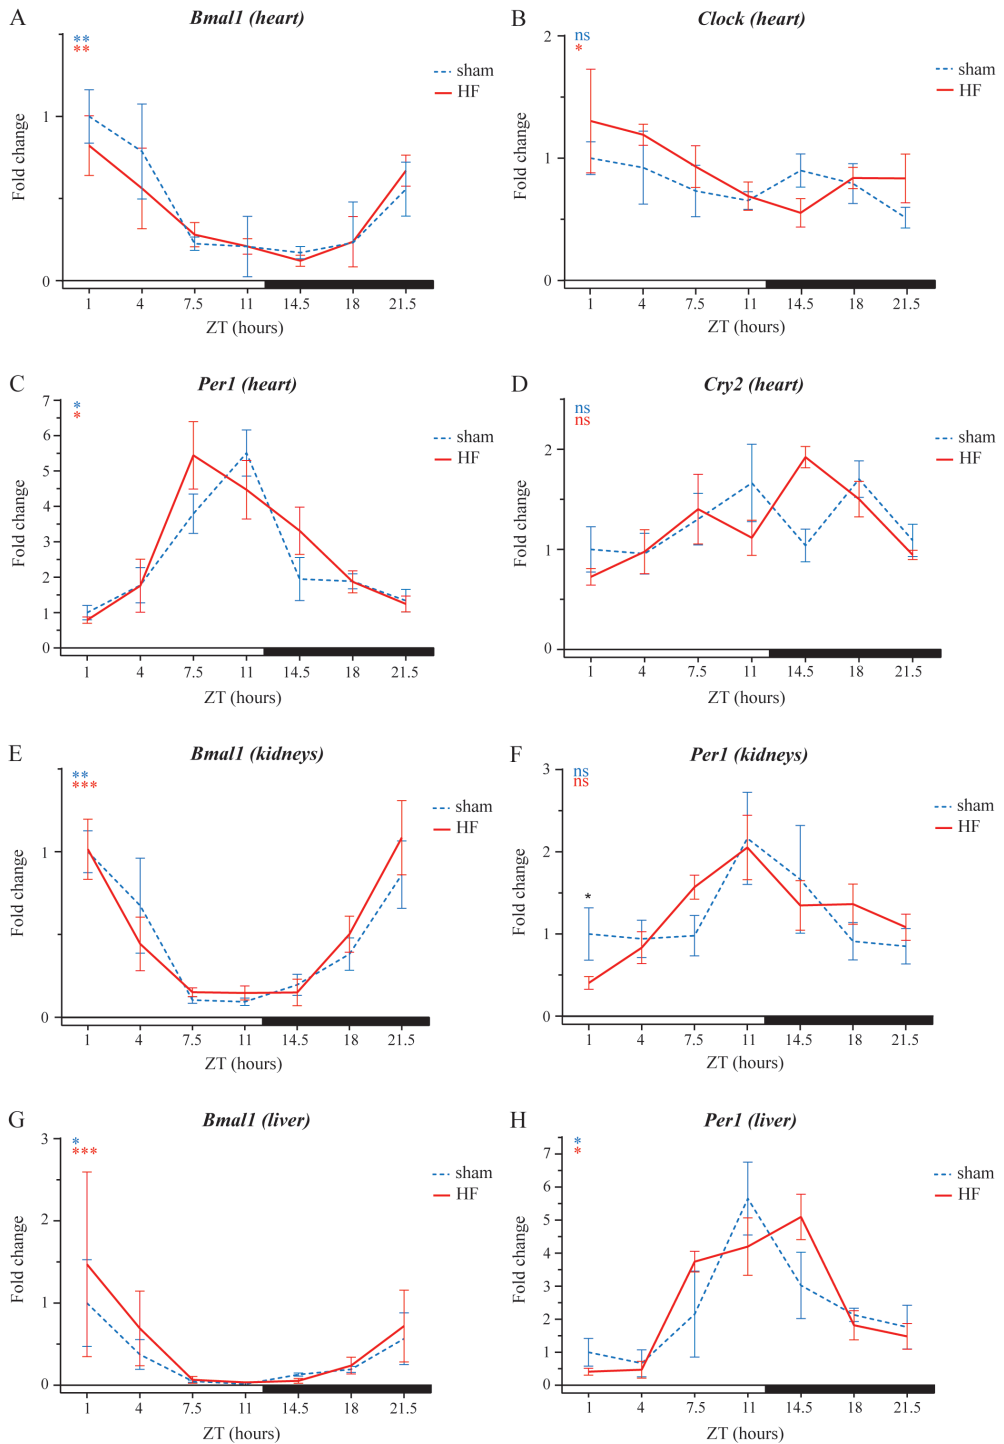 A
Bmal1 (heart)
**
**
sham
HF
Fold change
1
0
1 4 7.5 11 14.5 18 21.5
ZT (hours)
B
Clock (heart)
ns
*
sham
HF
Fold change
2
1
0
1 4 7.5 11 14.5 18 21.5
ZT (hours)
C
Per1 (heart)
*
*
sham
HF
Fold change
7
6
5
4
3
2
1
0
1 4 7.5 11 14.5 18 21.5
ZT (hours)
D
Cry2 (heart)
ns
ns
sham
HF
Fold change
2
1
0
1 4 7.5 11 14.5 18 21.5
ZT (hours)
E
Bmal1 (kidneys)
**
***
sham
HF
Fold change
1
0
1 4 7.5 11 14.5 18 21.5
ZT (hours)
F
Per1 (kidneys)
ns
ns
sham
HF
Fold change
3
2
1
0
*
1 4 7.5 11 14.5 18 21.5
ZT (hours)
G
Bmal1 (liver)
*
***
sham
HF
Fold change
3
2
1
0
1 4 7.5 11 14.5 18 21.5
ZT (hours)
H
Per1 (liver)
*
*
sham
HF
Fold change
7
6
5
4
3
2
1
0
1 4 7.5 11 14.5 18 21.5
ZT (hours)